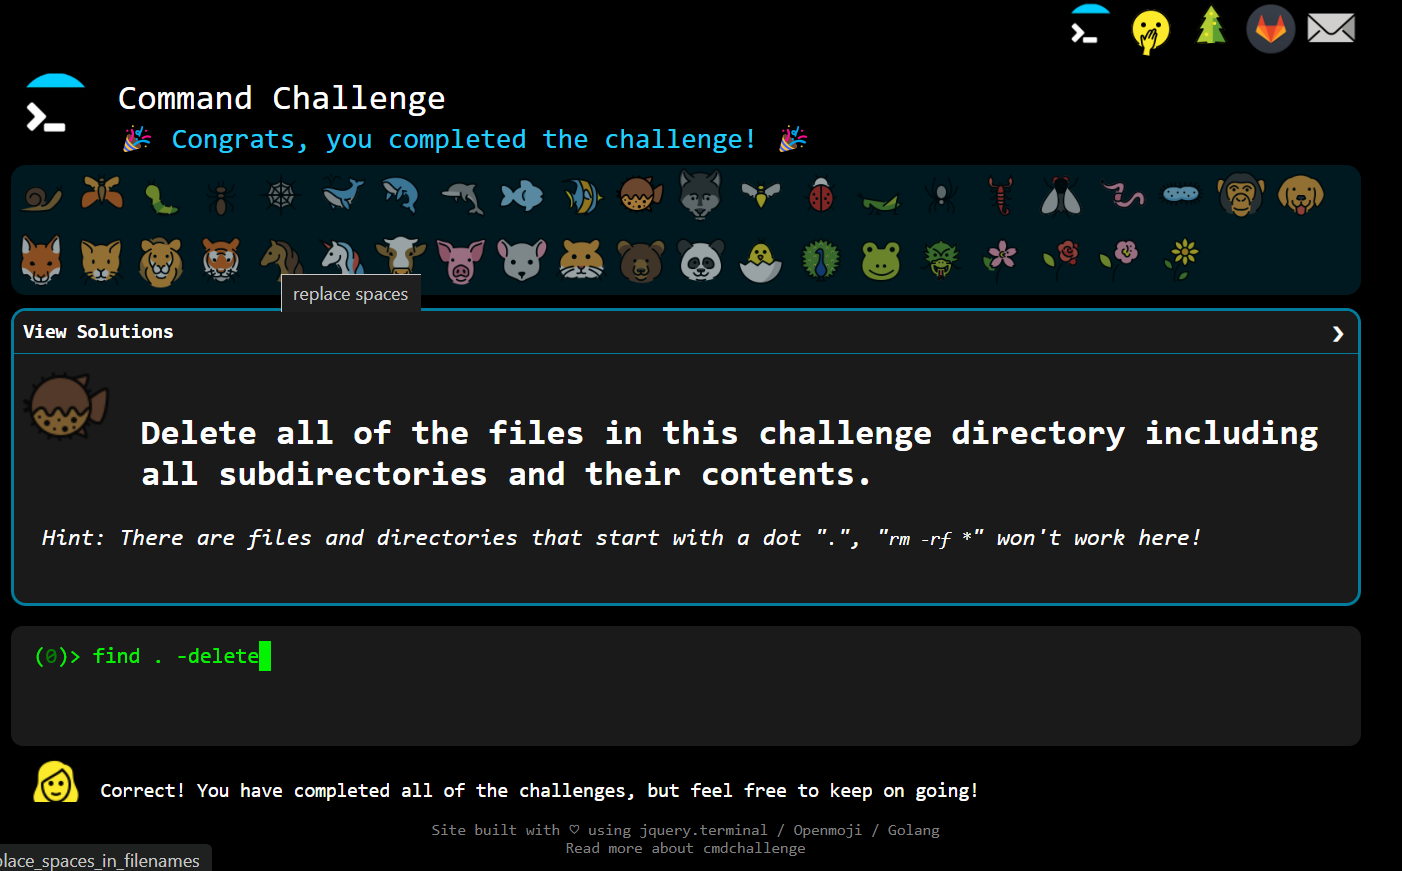 Command Challenge
Congrats, you completed the challenge!
replace spaces
View Solutions
Delete all of the files in this challenge directory including
all subdirectories and their contents.
Hint: There are files and directories that start with a dot ".", "rm -rf *" won't work here!
(0)> find . -delete
Correct! You have completed all of the challenges, but feel free to keep on going!
Site built with ♡ using jquery.terminal / Openmoji / Golang
Read more about cmdchallenge
place_spaces_in_filenames